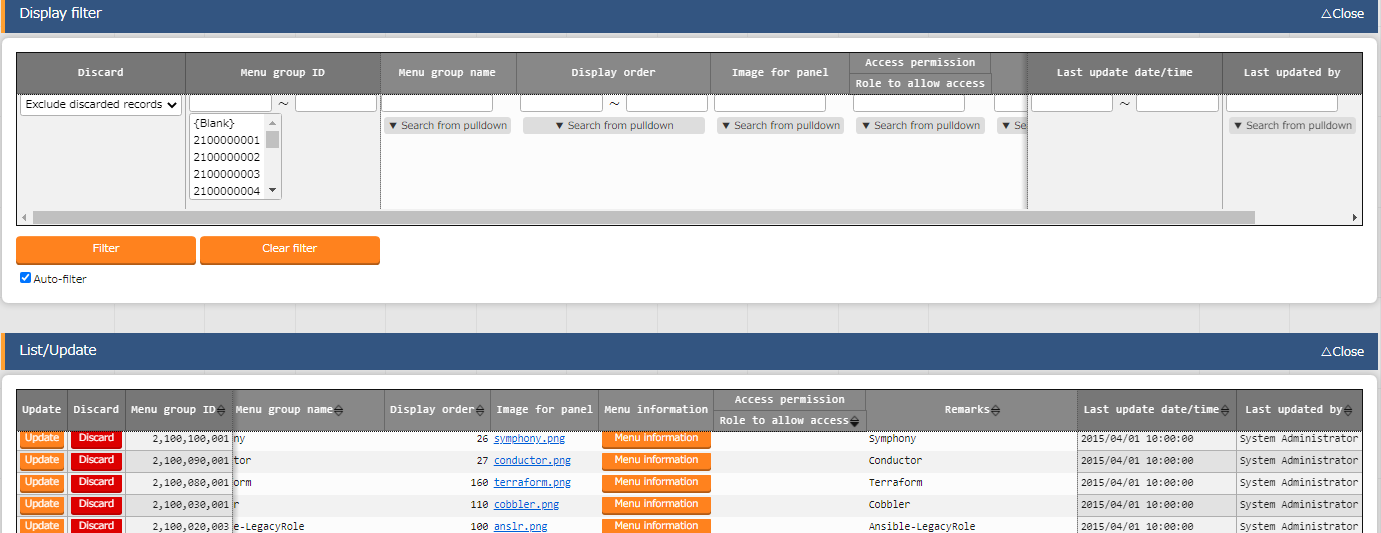 Display filter
△Close
Discard
Menu group ID
Menu group name
Display order
Image for panel
Access permission
Role to allow access
Last update date/time
Last updated by
Exclude discarded records
~
~
~
{Blank}
2100000001
2100000002
2100000003
2100000004
▼ Search from pulldown
▼ Search from pulldown
▼ Search from pulldown
▼ Search from pulldown
▼ Se
▼ Search from pulldown
Filter
Clear filter
Auto-filter
List/Update
△Close
Update Discard Menu group ID Menu group name Display order Image for panel Menu information
Access permission
Role to allow access
Remarks Last update date/time Last updated by
Update Discard 2,100,100,001 ny 26 symphony.png Menu information Symphony 2015/04/01 10:00:00 System Administrator
Update Discard 2,100,090,001 tor 27 conductor.png Menu information Conductor 2015/04/01 10:00:00 System Administrator
Update Discard 2,100,080,001 orm 160 terraform.png Menu information Terraform 2015/04/01 10:00:00 System Administrator
Update Discard 2,100,030,001 r 110 cobbler.png Menu information Cobbler 2015/04/01 10:00:00 System Administrator
Update Discard 2,100,020,003 e-LegacyRole 100 anslr.png Menu information Ansible-LegacyRole 2015/04/01 10:00:00 System Administrator